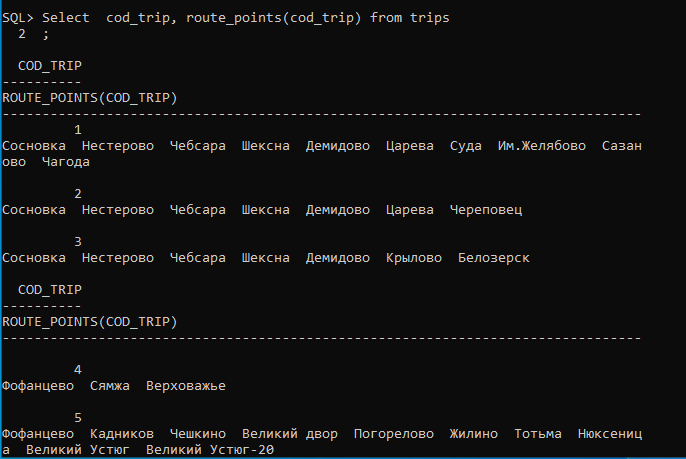 SQL> Select  cod_trip, route_points(cod_trip) from trips
  2  ;
  COD_TRIP
----------
ROUTE_POINTS(COD_TRIP)
--------------------------------------------------------------------------------
         1
Сосновка  Нестерово  Чебсара  Шексна  Демидово  Царева  Суда  Им.Желябово  Сазан
ово  Чагода
         2
Сосновка  Нестерово  Чебсара  Шексна  Демидово  Царева  Череповец
         3
Сосновка  Нестерово  Чебсара  Шексна  Демидово  Крылово  Белозерск
  COD_TRIP
----------
ROUTE_POINTS(COD_TRIP)
--------------------------------------------------------------------------------
         4
Фофанцево  Сямжа  Верховажье
         5
Фофанцево  Кадников  Чешкино  Великий двор  Погорелово  Жилино  Тотьма  Нюксениц
а  Великий Устюг  Великий Устюг-20